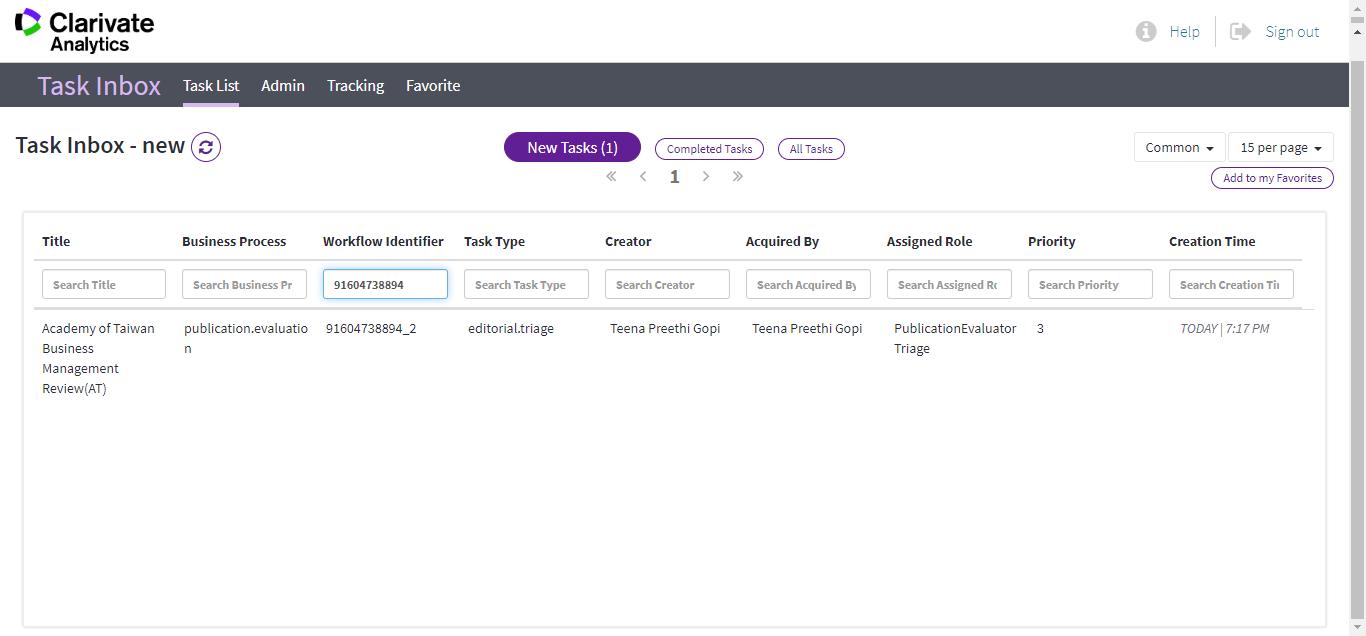 Clarivate
Analytics
Help
Sign out
Task Inbox
Task List
Admin
Tracking
Favorite
Task Inbox - new
New Tasks (1)
Completed Tasks
All Tasks
Common
15 per page
« ‹ 1 › »
Add to my Favorites
Title Business Process Workflow Identifier Task Type Creator Acquired By Assigned Role Priority Creation Time
Search Title Search Business Pr 91604738894 Search Task Type Search Creator Search Acquired By Search Assigned Ro Search Priority Search Creation Tii
Academy of Taiwan publication.evaluatio 91604738894_2 editorial.triage Teena Preethi Gopi Teena Preethi Gopi PublicationEvaluator 3 TODAY | 7:17 PM
Business n Triage
Management
Review(AT)